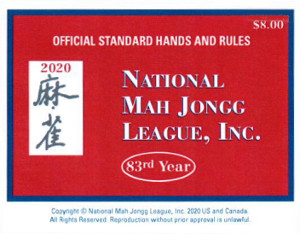 $8.00
OFFICIAL STANDARD HANDS AND RULES
2020
麻
雀
NATIONAL
MAH JONGG
LEAGUE, INC.
83rd Year
Copyright © National Mah Jongg League, Inc. 2020 US and Canada.
All Rights Reserved. Reproduction without prior approval is unlawful.